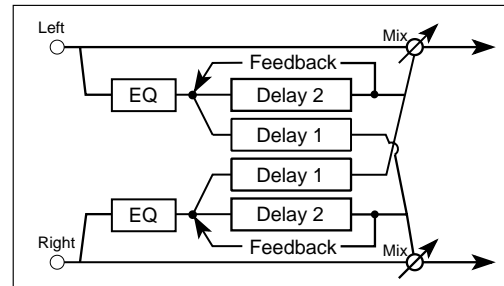 Left
Mix
Feedback
EQ
Delay 2
Delay 1
Delay 1
EQ
Delay 2
Feedback
Right
Mix